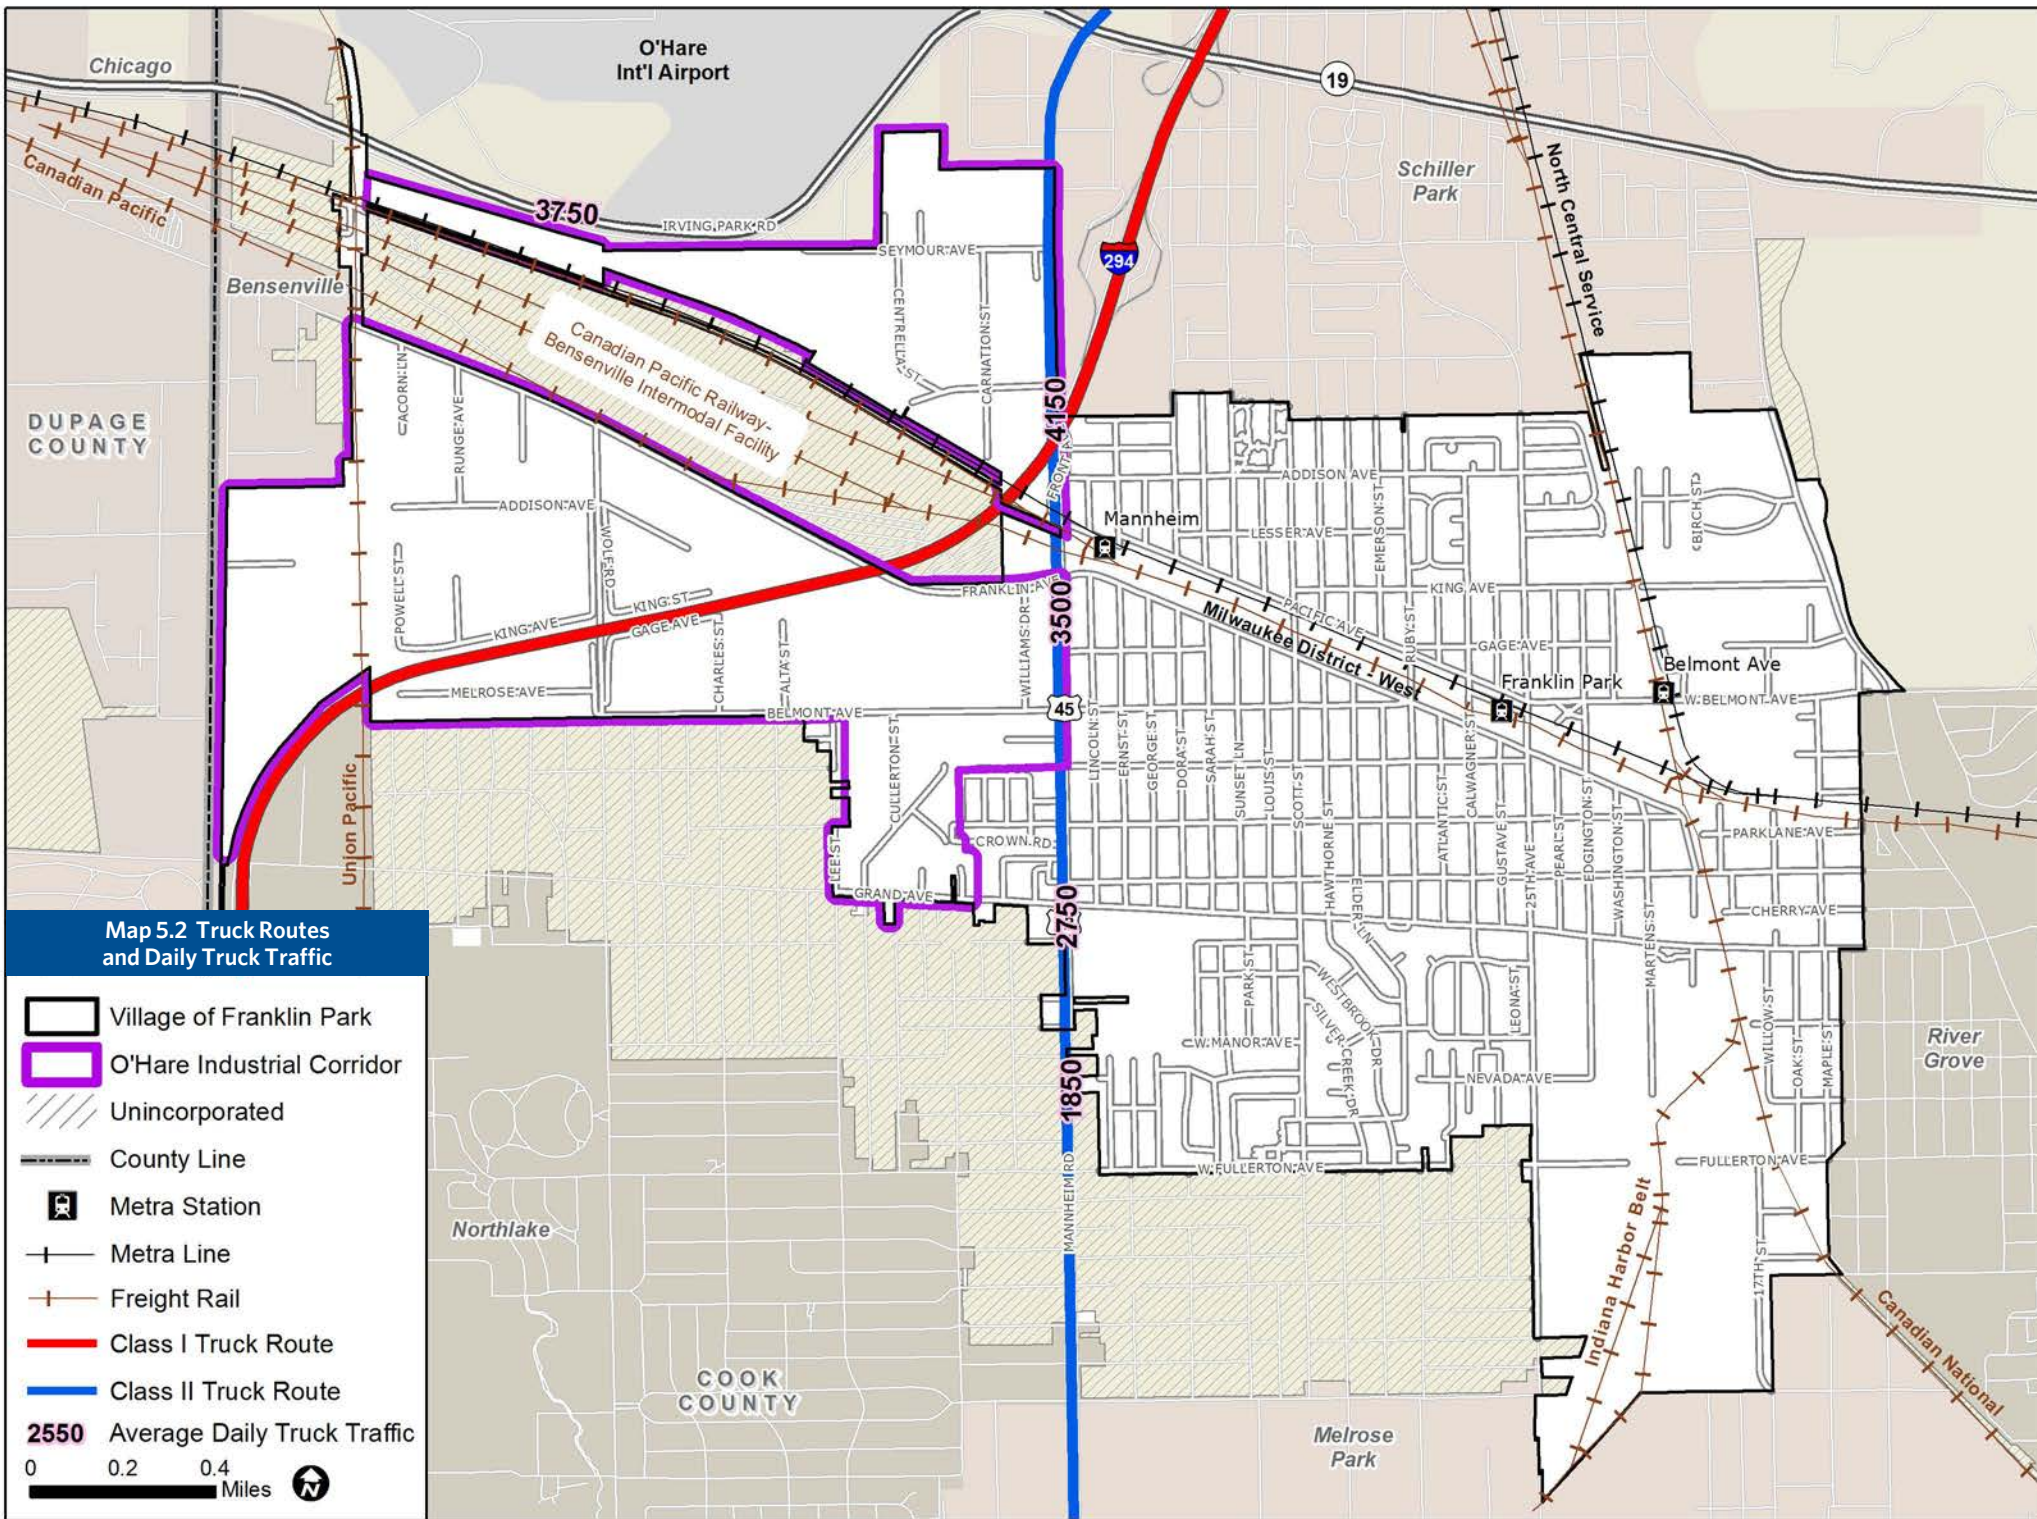 O'Hare
Int'l Airport
Chicago
19
Canadian Pacific
North Central Service
Schiller
Park
3750
IRVING PARK RD
SEYMOUR AVE
294
Bensenville
CENTRELLA ST
CARNATION ST
Canadian Pacific Railway-
Bensenville Intermodal Facility
ACORN LN
RUNGE AVE
4150
DUPAGE
COUNTY
ADDISON AVE
ADDISON AVE
EMERSON ST
BIRCH ST
WOLF RD
Mannheim
LESSER AVE
POWELL ST
KING ST
KING AVE
GAGE AVE
FRANKLIN AVE
3500
WILLIAMS DR
KING AVE
PACIFIC AVE
RUBY ST
Milwaukee District - West
GAGE AVE
CHARLES ST
ALTA ST
MELROSE AVE
Belmont Ave
Franklin Park
W BELMONT AVE
BELMONT AVE
45
CULLERTON ST
LINCOLN ST
ERNST ST
GEORGE ST
DORA ST
SARAH ST
SUNSET LN
LOUIS ST
SCOTT ST
HAWTHORNE ST
ATLANTIC ST
CALWAGNER ST
GUSTAVE ST
25TH AVE
PEARL ST
EDGINGTON ST
WASHINGTON ST
Union Pacific
CROWN RD
PARKLANE AVE
LEE ST
GRAND AVE
ELDER LN
CHERRY AVE
2750
MARTENS ST
Map 5.2 Truck Routes
and Daily Truck Traffic
PARK ST
WESTBROOK DR
SILVER CREEK DR
LEONA ST
WILLOW ST
OAK ST
MAPLE ST
W MANOR AVE
River
Grove
NEVADA AVE
1850
W FULLERTON AVE
FULLERTON AVE
MANNHEIM RD
Northlake
Indiana Harbor Belt
17TH ST
Canadian National
COOK
COUNTY
Melrose
Park
Village of Franklin Park
O'Hare Industrial Corridor
Unincorporated
County Line
Metra Station
Metra Line
Freight Rail
Class I Truck Route
Class II Truck Route
2550 Average Daily Truck Traffic
0 0.2 0.4
Miles
N